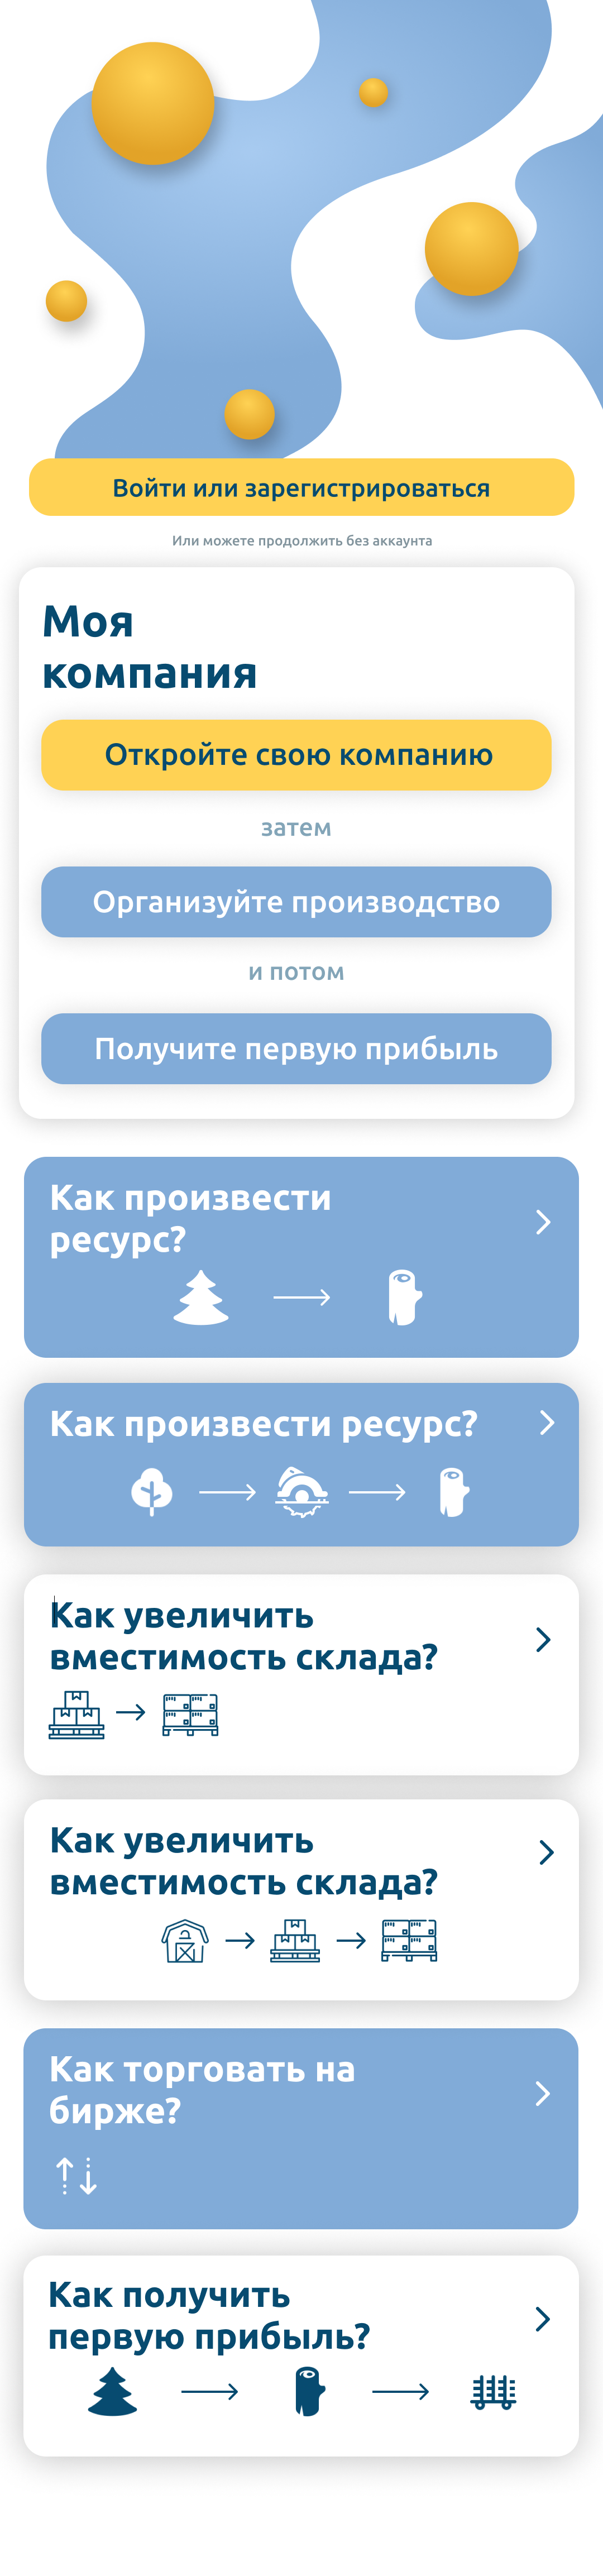 Войти или зарегистрироваться
Или можете продолжить без аккаунта
Моя
компания
Откройте свою компанию
затем
Организуйте производство
и потом
Получите первую прибыль
Как произвести
ресурс?
Как произвести ресурс?
Как увеличить
вместимость склада?
Как увеличить
вместимость склада?
Как торговать на
бирже?
Как получить
первую прибыль?